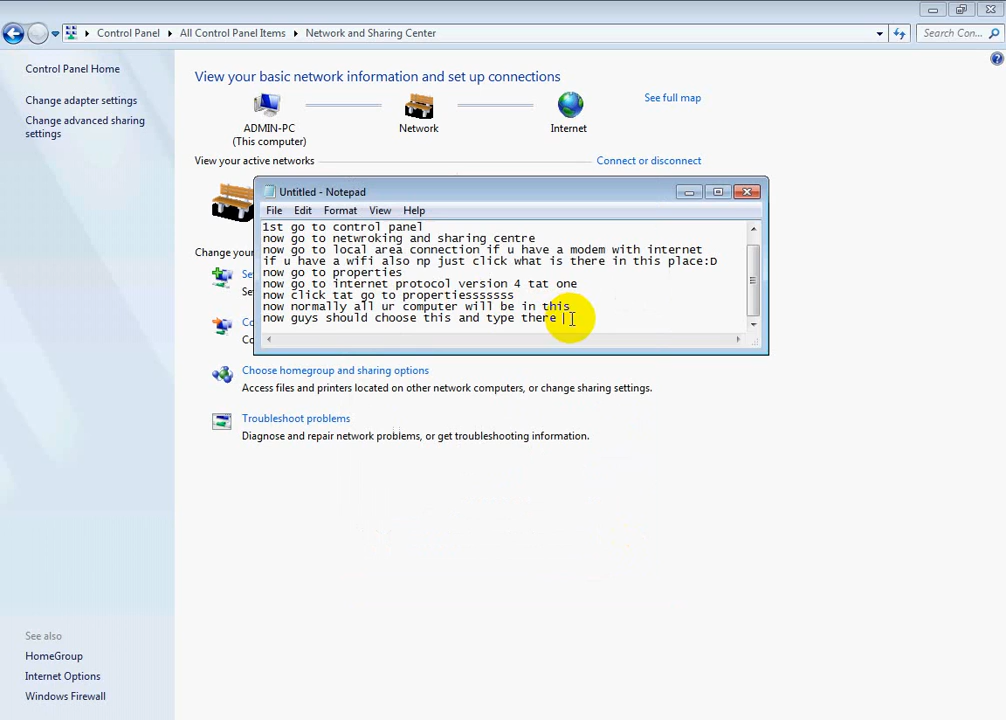 Control Panel
All Control Panel Items
Network and Sharing Center
Search Con...
Control Panel Home
Change adapter settings
Change advanced sharing
settings
View your basic network information and set up connections
See full map
ADMIN-PC
(This computer)
Network
Internet
View your active networks
Connect or disconnect
Change your
Se
Se
Co
Co
Untitled - Notepad
File Edit Format View Help
1st go to control panel
now go to netwroking and sharing centre
now go to local area connection if u have a modem with internet
if u have a wifi also np just click what is there in this place:D
now go to properties
now go to internet protocol version 4 tat one
now click tat go to propertiesssssss
now normally all ur computer will be in this
now guys should choose this and type there
Choose homegroup and sharing options
Access files and printers located on other network computers, or change sharing settings.
Troubleshoot problems
Diagnose and repair network problems, or get troubleshooting information.
See also
HomeGroup
Internet Options
Windows Firewall